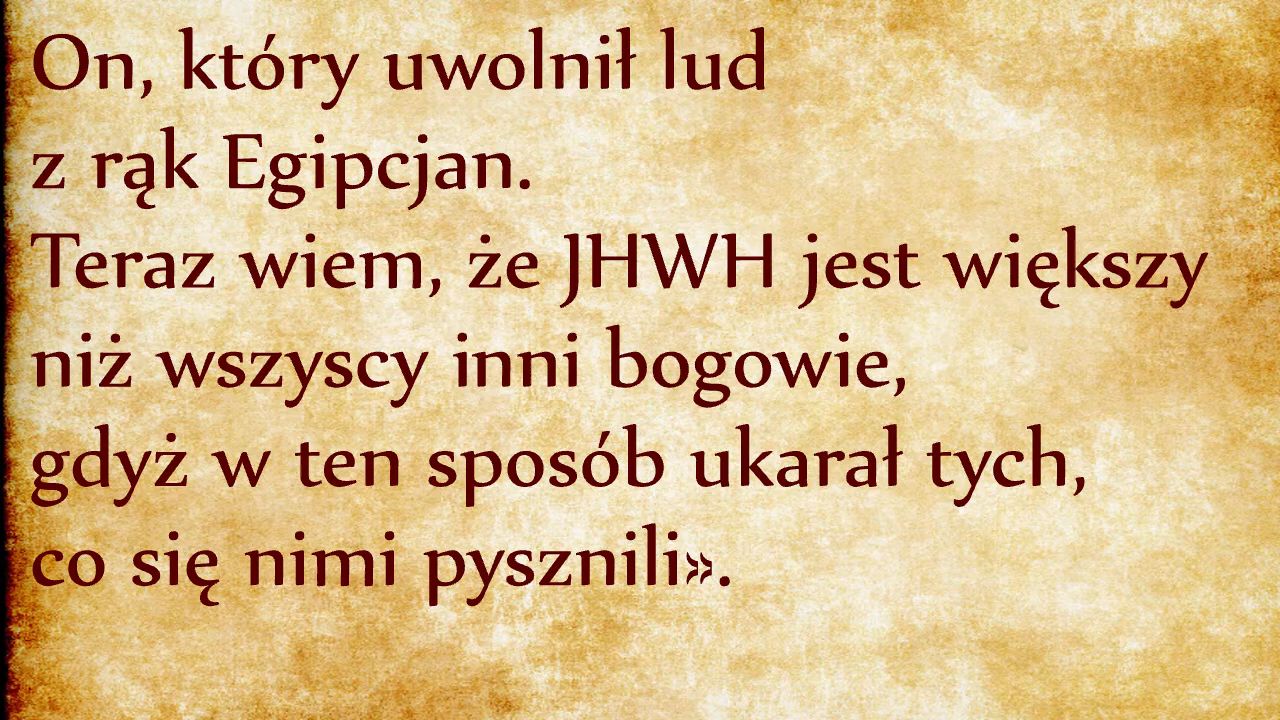 On, który uwolnił lud
z rąk Egipcjan.
Teraz wiem, że JHWH jest większy
niż wszyscy inni bogowie,
gdyż w ten sposób ukarał tych,
co się nimi pysznili».